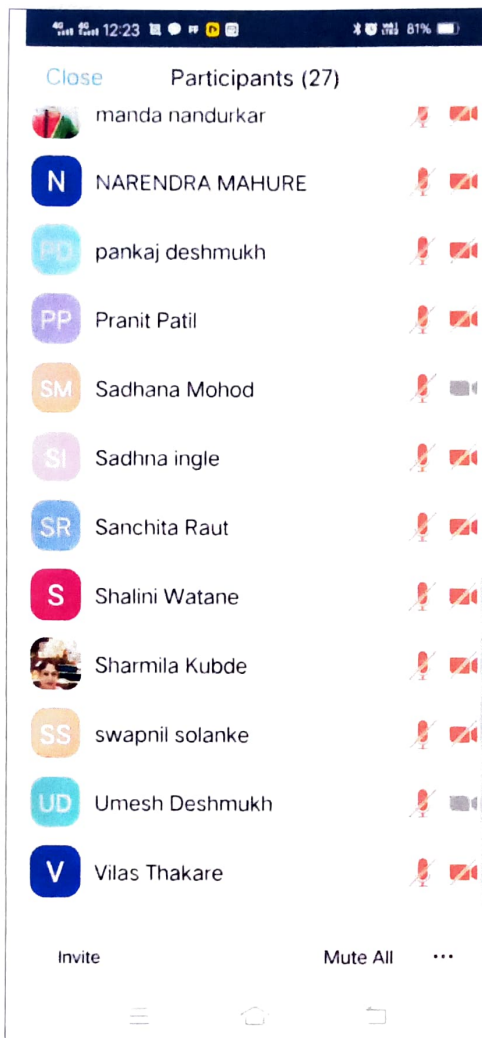 4G 4G 12:23 81%
Close Participants (27)
manda nandurkar
N NARENDRA MAHURE
PD pankaj deshmukh
PP Pranit Patil
SM Sadhana Mohod
SI Sadhna ingle
SR Sanchita Raut
S Shalini Watane
Sharmila Kubde
SS swapnil solanke
UD Umesh Deshmukh
V Vilas Thakare
Invite Mute All ...